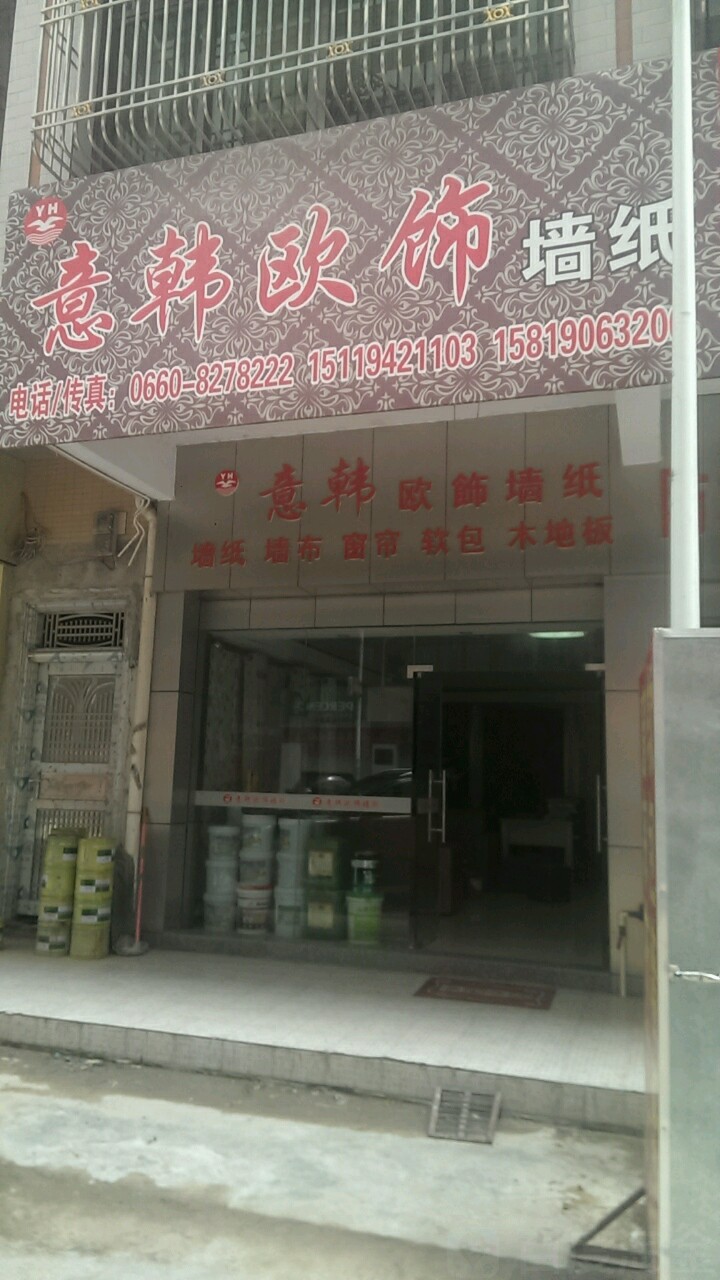 YH 意韩欧饰 墙纸
电话/传真：0660-8278222 15119421103 1581906320
YH 意韩欧飾墙纸
墙纸 墙布 窗帘 软包 木地板